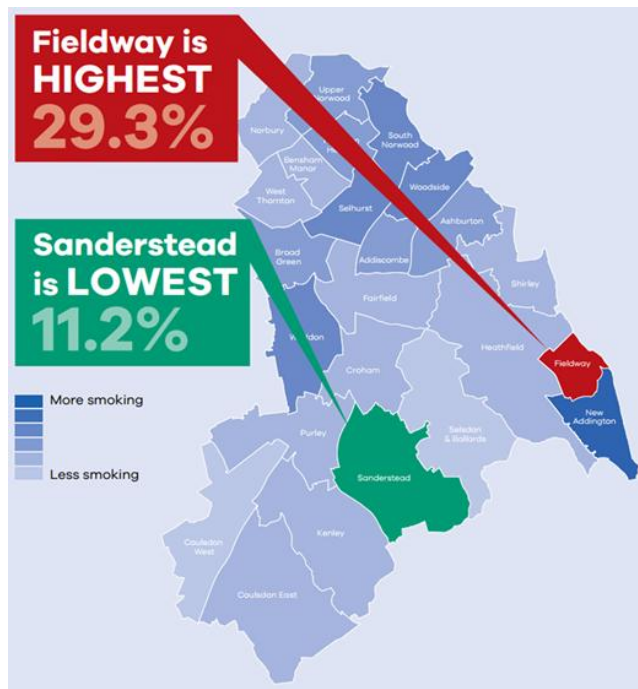 Fieldway is
HIGHEST
29.3%
Sanderstead
is LOWEST
11.2%
More smoking
Less smoking
Upper
Norwood
Norbury
South
Norwood
Bensham
Manor
West
Thornton
Woodside
Selhurst
Ashburton
Broad
Green
Addiscombe
Shirley
Fairfield
Heathfield
Fieldway
Croham
New
Addington
Purley
Selsdon
& Ballards
Sanderstead
Kenley
Coulsdon
West
Coulsdon East